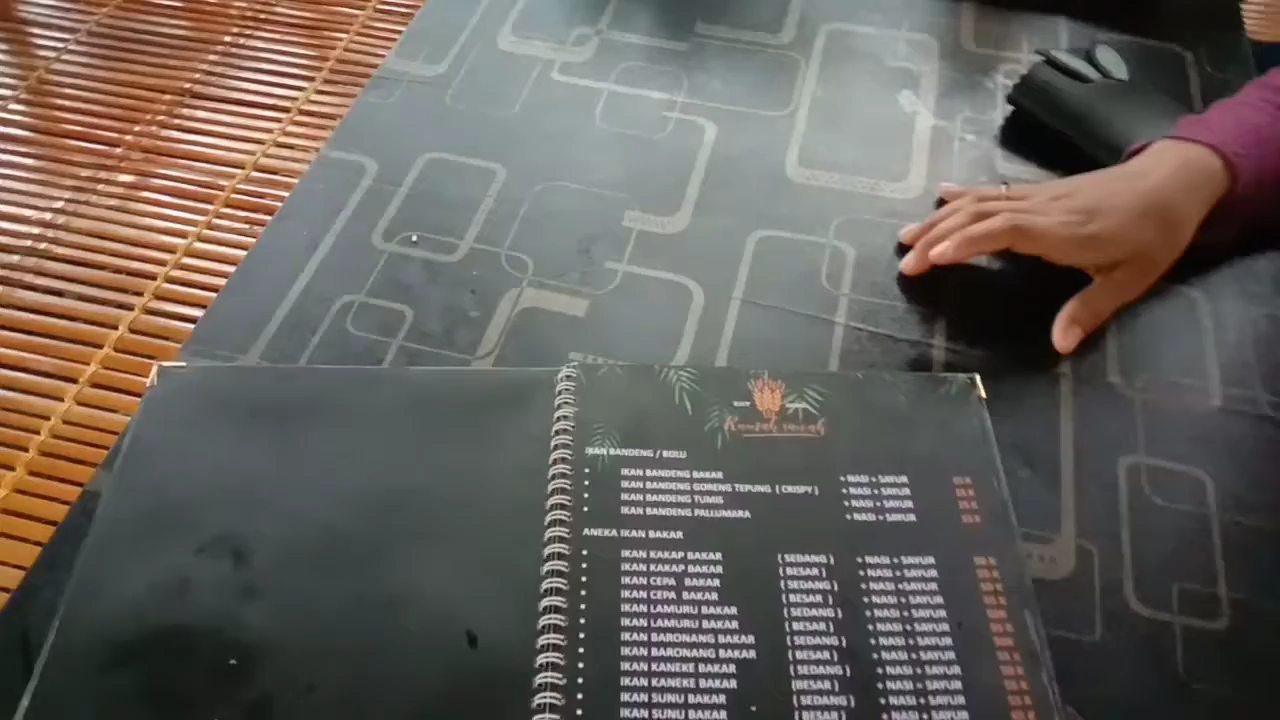 Rumah sawah
IKAN BANDENG / BOLU
IKAN BANDENG BAKAR + NASI + SAYUR
IKAN BANDENG GORENG TEPUNG ( CRISPY ) + NASI + SAYUR
IKAN BANDENG TUMIS + NASI + SAYUR
IKAN BANDENG PALLUMARA + NASI + SAYUR
ANEKA IKAN BAKAR
IKAN KAKAP BAKAR ( SEDANG ) + NASI + SAYUR
IKAN KAKAP BAKAR ( BESAR ) + NASI + SAYUR
IKAN CEPA BAKAR ( SEDANG ) + NASI +SAYUR
IKAN CEPA BAKAR ( BESAR ) + NASI + SAYUR
IKAN LAMURU BAKAR ( SEDANG ) + NASI + SAYUR
IKAN LAMURU BAKAR ( BESAR ) + NASI + SAYUR
IKAN BARONANG BAKAR ( SEDANG ) + NASI + SAYUR
IKAN BARONANG BAKAR ( BESAR ) + NASI + SAYUR
IKAN KANEKE BAKAR ( SEDANG ) + NASI + SAYUR
IKAN KANEKE BAKAR (BESAR ) + NASI + SAYUR
IKAN SUNU BAKAR ( SEDANG ) + NASI + SAYUR
IKAN SUNU BAKAR ( BESAR ) + NASI + SAYUR